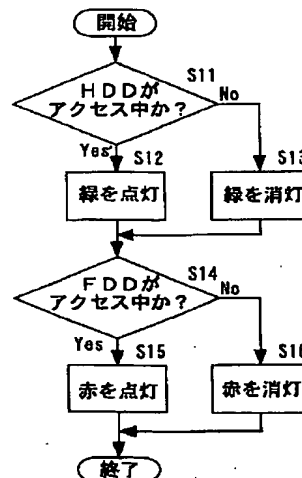 開始
S11
HDDが
アクセス中か?
No
Yes
S12
S13
緑を点灯
緑を消灯
S14
FDDが
アクセス中か?
No
Yes
S15
S16
赤を点灯
赤を消灯
終了